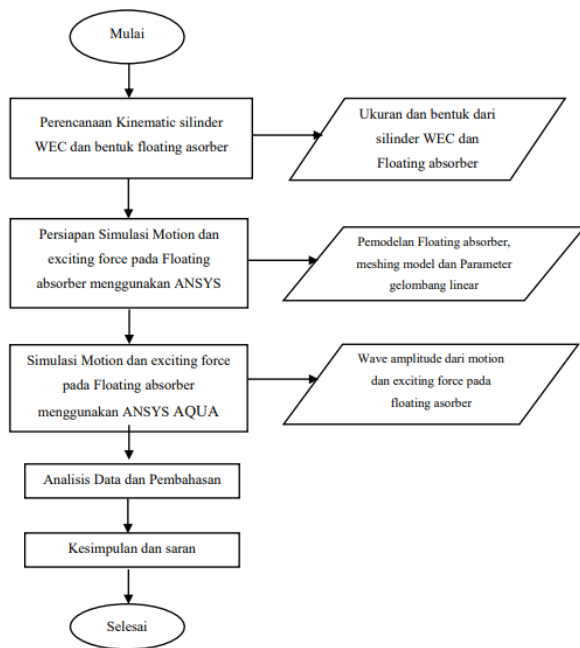 Mulai
Perencanaan Kinematic silinder
WEC dan bentuk floating asorber
Ukuran dan bentuk dari
silinder WEC dan
Floating absorber
Persiapan Simulasi Motion dan
exciting force pada Floating
absorber menggunakan ANSYS
Pemodelan Floating absorber,
meshing model dan Parameter
gelombang linear
Simulasi Motion dan exciting force
pada Floating absorber
menggunakan ANSYS AQUA
Wave amplitude dari motion
dan exciting force pada
floating asorber
Analisis Data dan Pembahasan
Kesimpulan dan saran
Selesai